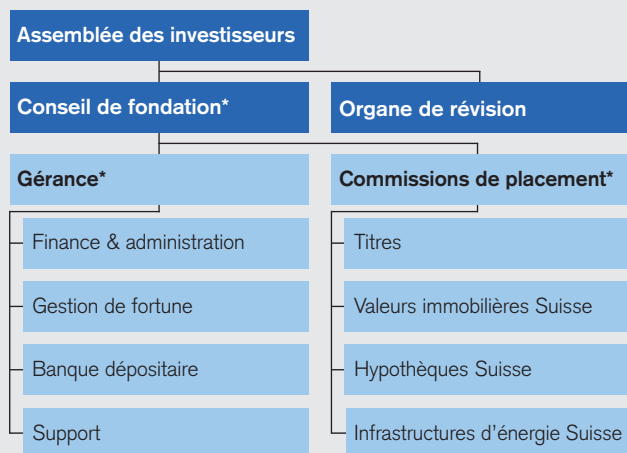 Assemblée des investisseurs
Conseil de fondation*
Organe de révision
Gérance*
Commissions de placement*
Finance & administration
Titres
Gestion de fortune
Valeurs immobilières Suisse
Banque dépositaire
Hypothèques Suisse
Support
Infrastructures d’énergie Suisse